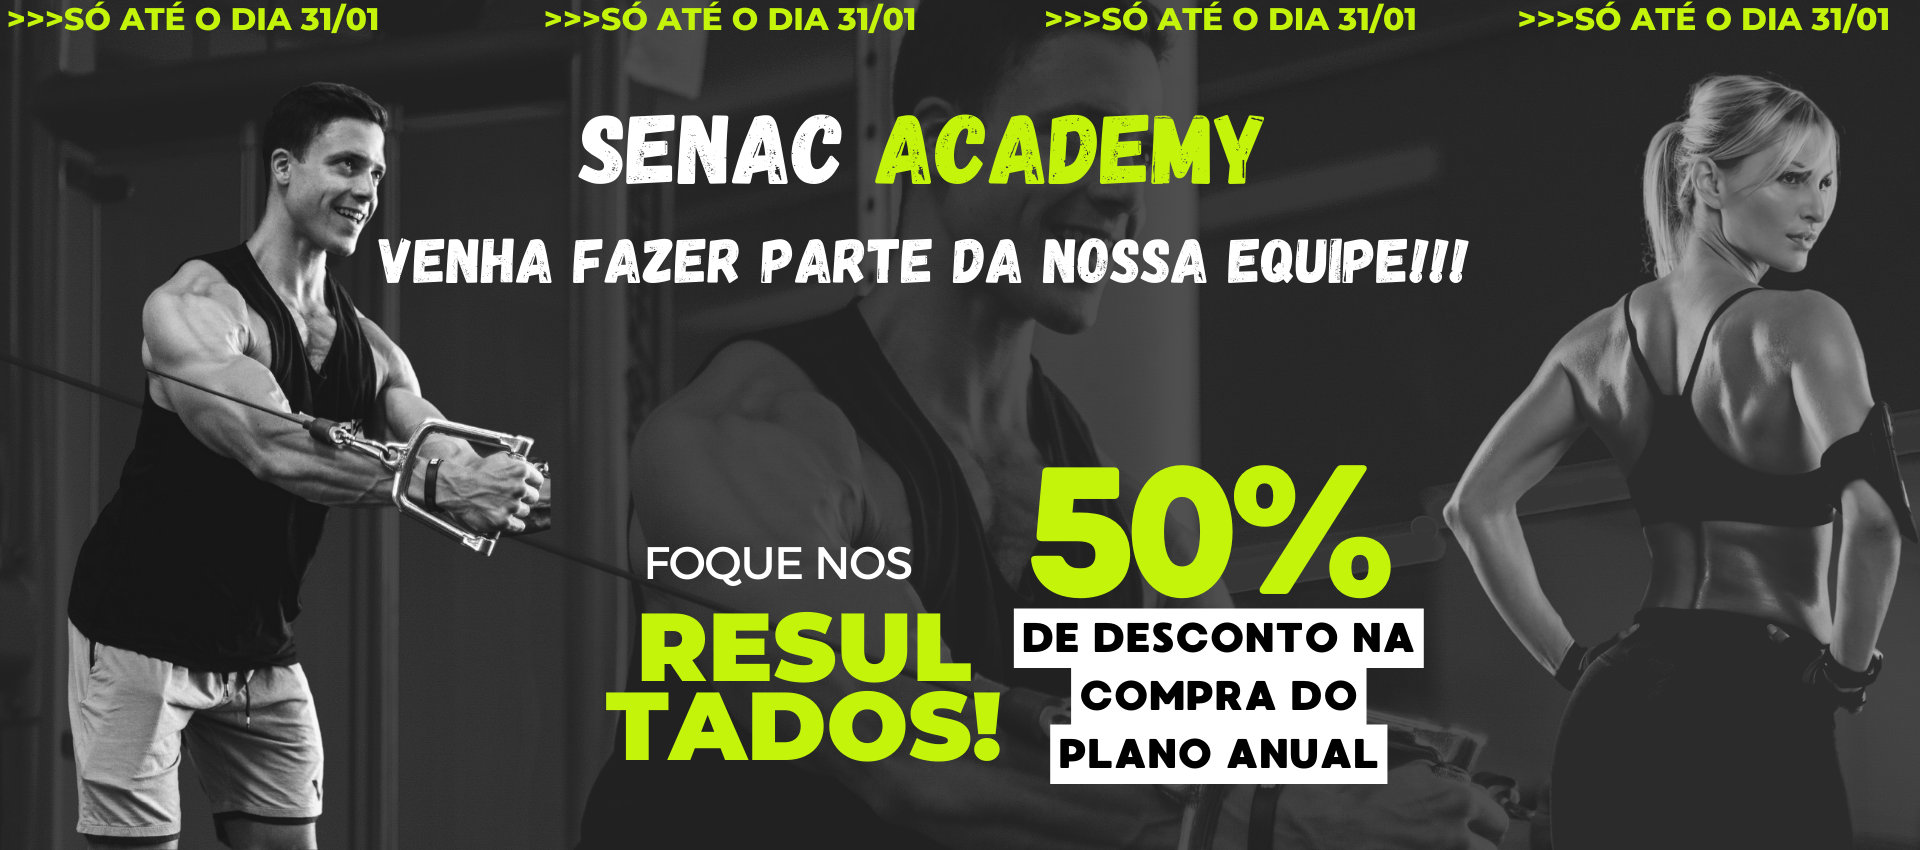 >>>SÓ ATÉ O DIA 31/01 >>>SÓ ATÉ O DIA 31/01 >>>SÓ ATÉ O DIA 31/01 >>>SÓ ATÉ O DIA 31/01
SENAC ACADEMY
VENHA FAZER PARTE DA NOSSA EQUIPE!!!
FOQUE NOS
RESUL
TADOS!
50%
DE DESCONTO NA
COMPRA DO
PLANO ANUAL